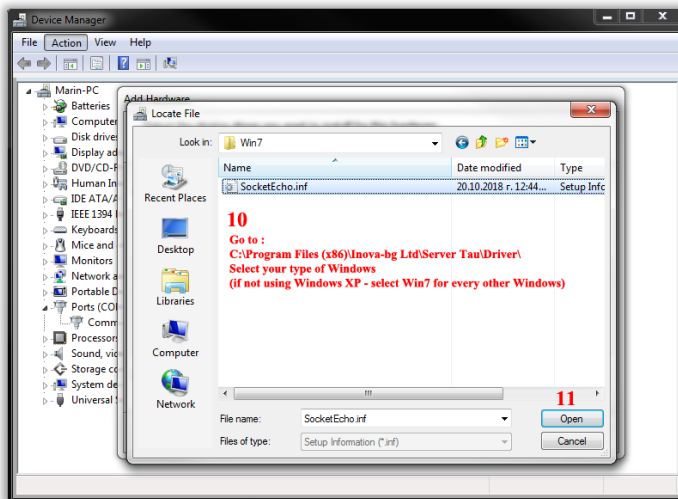 Device Manager
File Action View Help
Marin-PC
Batteries
Computer
Disk drives
Display ad
DVD/CD-R
Human In
IDE ATA/A
IEEE 1394
Keyboards
Mice and
Monitors
Network a
Portable D
Ports (CO
Comm
Processors
Sound, vid
Storage co
System de
Universal
Add Hardware
Locate File
Look in: Win7
Name Date modified Type
SocketEcho.inf 20.10.2018 г. 12:44... Setup Info
Recent Places
Desktop
Libraries
Computer
Network
10
Go to :
C:\Program Files (x86)\Inova-bg Ltd\Server Tau\Driver\
Select your type of Windows
(if not using Windows XP - select Win7 for every other Windows)
11
File name: SocketEcho.inf Open
Files of type: Setup Information (*.inf) Cancel